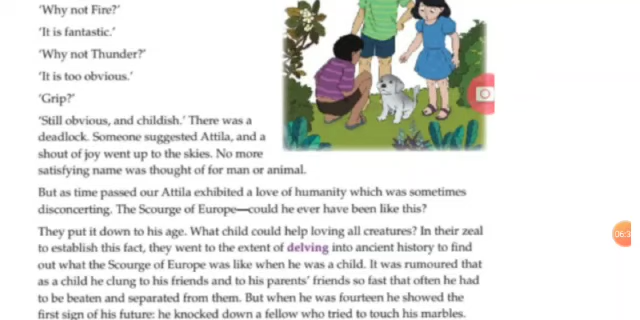 'Why not Fire?'
'It is fantastic.'
'Why not Thunder?'
'It is too obvious.'
'Grip?'
'Still obvious, and childish.' There was a
deadlock. Someone suggested Attila, and a
shout of joy went up to the skies. No more
satisfying name was thought of for man or animal.
But as time passed our Attila exhibited a love of humanity which was sometimes
disconcerting. The Scourge of Europe—could he ever have been like this?
They put it down to his age. What child could help loving all creatures? In their zeal
to establish this fact, they went to the extent of delving into ancient history to find
out what the Scourge of Europe was like when he was a child. It was rumoured that
as a child he clung to his friends and to his parents' friends so fast that often he had
to be beaten and separated from them. But when he was fourteen he showed the
first sign of his future: he knocked down a fellow who tried to touch his marbles.